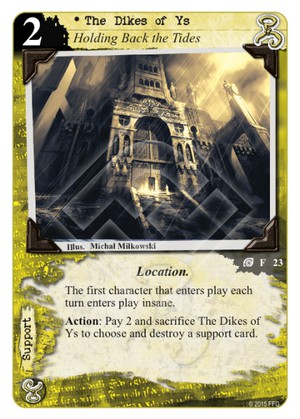 2
• The Dikes of Ys
Holding Back the Tides
Illus. Michał Miłkowski
F 23
Location.
The first character that enters play each
turn enters play insane.
Action: Pay 2 and sacrifice The Dikes of
Ys to choose and destroy a support card.
Support
© 2015 FFG